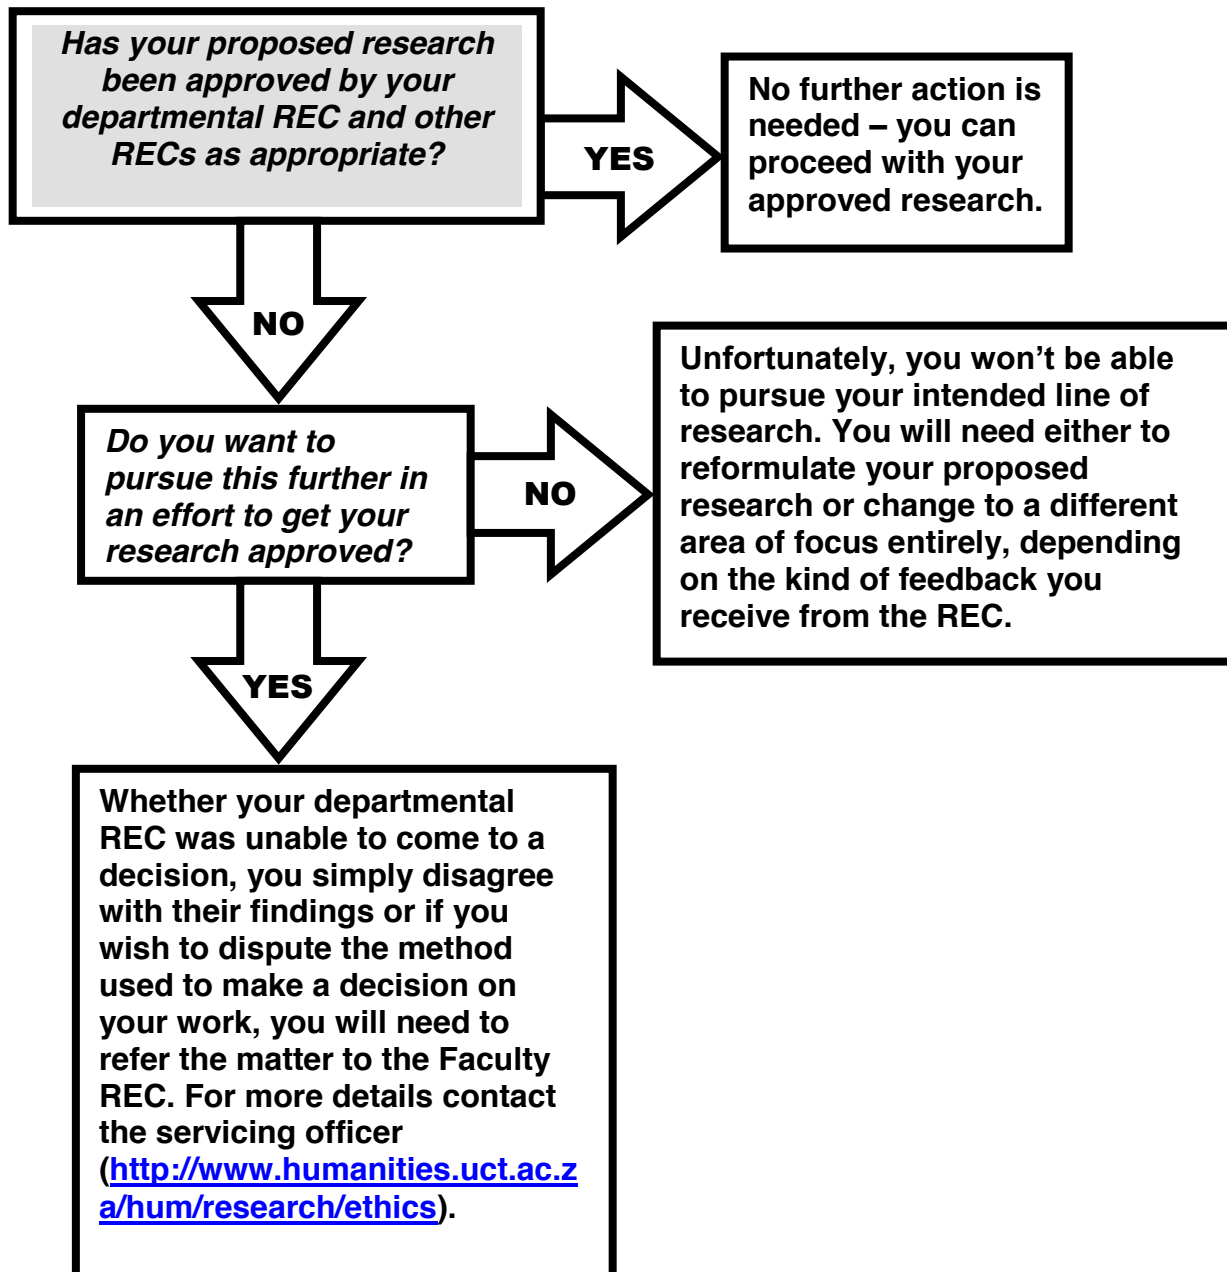 Has your proposed research
been approved by your
departmental REC and other
RECs as appropriate?
YES
No further action is
needed – you can
proceed with your
approved research.
NO
Do you want to
pursue this further in
an effort to get your
research approved?
NO
Unfortunately, you won’t be able
to pursue your intended line of
research. You will need either to
reformulate your proposed
research or change to a different
area of focus entirely, depending
on the kind of feedback you
receive from the REC.
YES
Whether your departmental
REC was unable to come to a
decision, you simply disagree
with their findings or if you
wish to dispute the method
used to make a decision on
your work, you will need to
refer the matter to the Faculty
REC. For more details contact
the servicing officer
(http://www.humanities.uct.ac.z
a/hum/research/ethics).